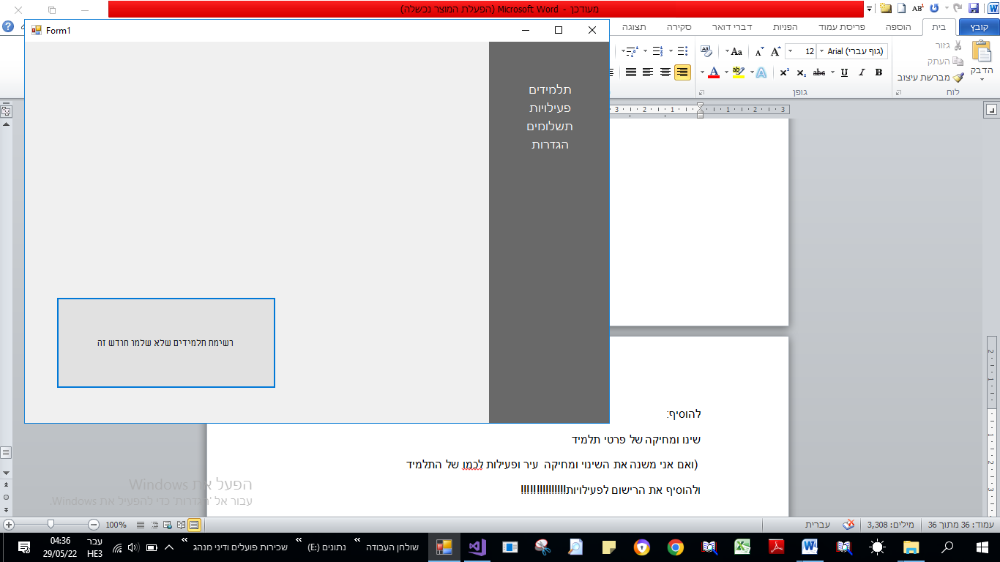 מעודכן - Microsoft Word (הפעלת המוצר נכשלה)
Form1
קובץ
בית
הוספה
פריסת עמוד
הפניות
דברי דואר
סקירה
תצוגה
גזור
העתק
מברשת עיצוב
הדבק
לוח
Arial (גוף עברי)
12
גופן
תלמידים
פעילויות
תשלומים
הגדרות
רשימת תלמידים שלא שלמו חודש זה
להוסיף:
שינו ומחיקה של פרטי תלמיד
(ואם אני משנה את השינוי ומחיקה עיר ופעילות לכמו של התלמיד
ולהוסיף את הרישום לפעילויות!!!!!!!!!!!!!!!
הפעל את Windows
עבור אל 'הגדרות' כדי להפעיל את Windows.
עמוד: 36 מתוך 36
מילים: 3,308
עברית
100%
שולחן העבודה
נתונים (E:)
שכירות פועלים ודיני מנהג
עבר
HE3
04:36
29/05/22